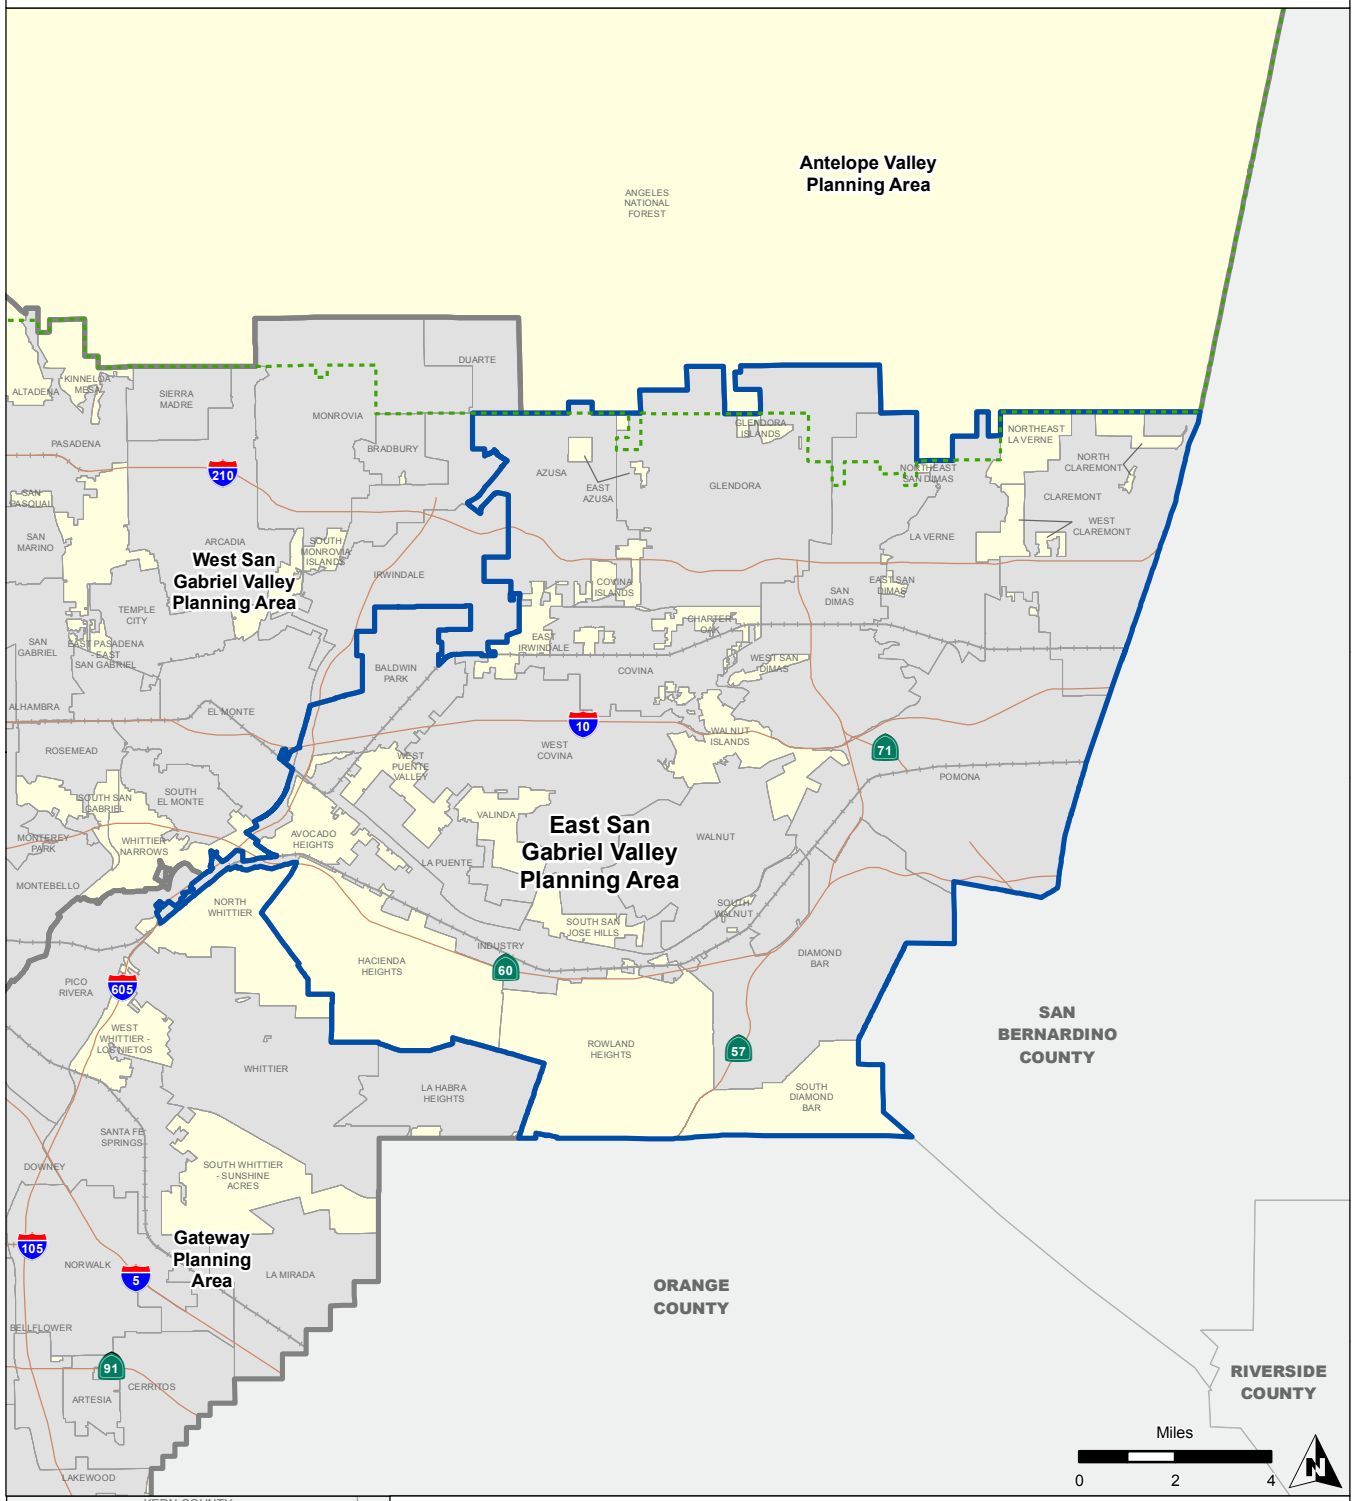 Antelope Valley
Planning Area
ANGELES
NATIONAL
FOREST
DUARTE
ALTADENA
KINNELOA
MESA
SIERRA
MADRE
MONROVIA
PASADENA
BRADBURY
GLENDORA
ISLANDS
NORTHEAST
LA VERNE
NORTH
CLAREMONT
210
AZUSA
EAST
AZUSA
GLENDORA
NORTHEAST
SAN DIMAS
CLAREMONT
SAN
PASQUAL
SAN
MARINO
ARCADIA
SOUTH
MONROVIA
ISLANDS
WEST
CLAREMONT
LA VERNE
West San
Gabriel Valley
Planning Area
IRWINDALE
COVINA
ISLANDS
SAN
DIMAS
EAST SAN
DIMAS
TEMPLE
CITY
CHARTER
OAK
SAN
GABRIEL
EAST PASADENA
- EAST
SAN GABRIEL
EAST
IRWINDALE
BALDWIN
PARK
COVINA
WEST SAN
DIMAS
ALHAMBRA
EL MONTE
10
WALNUT
ISLANDS
71
ROSEMEAD
WEST
COVINA
WEST
PUENTE
VALLEY
POMONA
SOUTH SAN
GABRIEL
SOUTH
EL MONTE
VALINDA
East San
Gabriel Valley
Planning Area
WALNUT
MONTEREY
PARK
WHITTIER
NARROWS
AVOCADO
HEIGHTS
LA PUENTE
MONTEBELLO
NORTH
WHITTIER
SOUTH SAN
JOSE HILLS
SOUTH
WALNUT
INDUSTRY
HACIENDA
HEIGHTS
60
DIAMOND
BAR
PICO
RIVERA
605
SAN
BERNARDINO
COUNTY
WEST
WHITTIER -
LOS NIETOS
ROWLAND
HEIGHTS
57
WHITTIER
LA HABRA
HEIGHTS
SOUTH
DIAMOND
BAR
SANTA FE
SPRINGS
DOWNEY
SOUTH WHITTIER
- SUNSHINE
ACRES
105
Gateway
Planning
Area
NORWALK
5
LA MIRADA
ORANGE
COUNTY
BELLFLOWER
91
CERRITOS
ARTESIA
RIVERSIDE
COUNTY
LAKEWOOD
Miles
0 2 4
N
KERN COUNTY